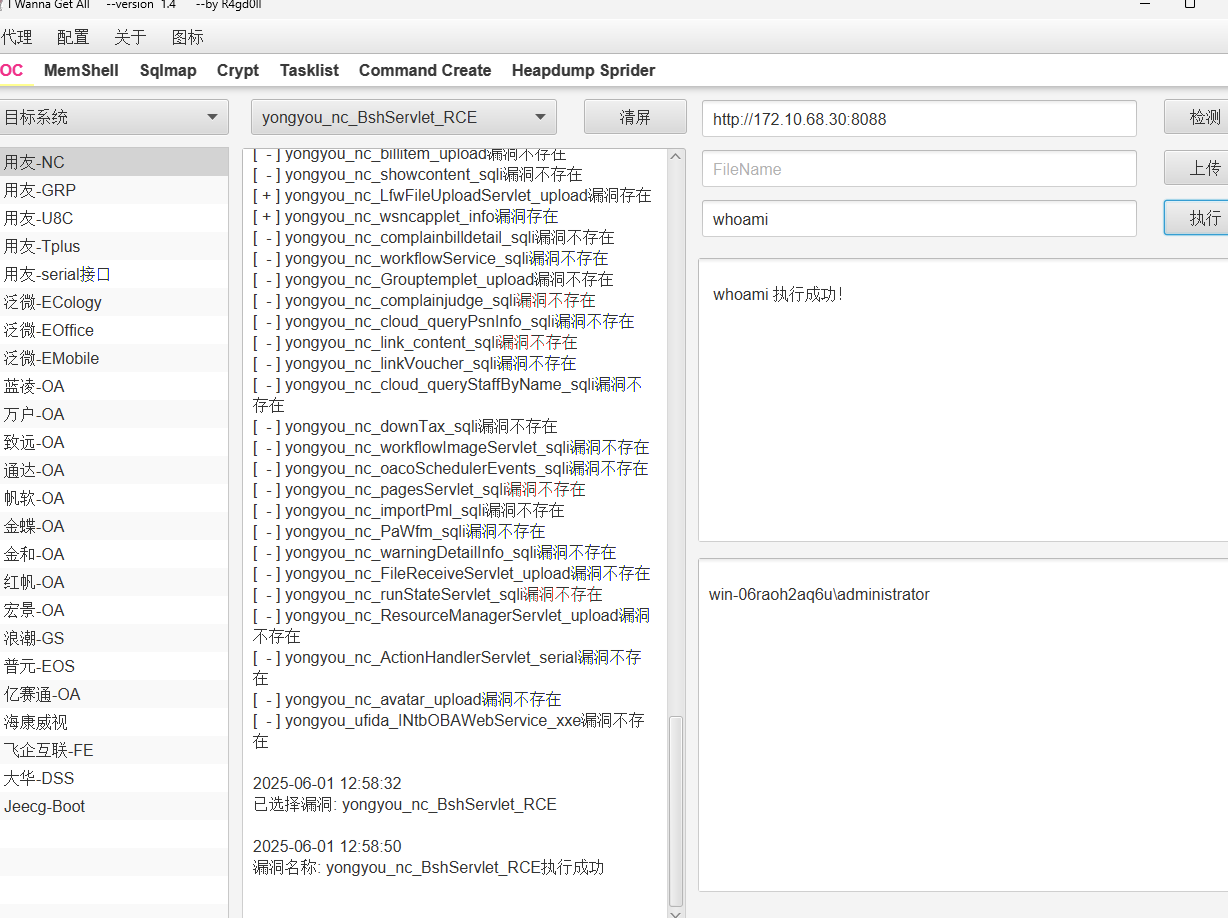 I Wanna Get All --version 1.4 --by R4gd0ll
代理 配置 关于 图标
OC MemShell Sqlmap Crypt Tasklist Command Create Heapdump Sprider
目标系统
用友-NC
用友-GRP
用友-U8C
用友-Tplus
用友-serial接口
泛微-ECology
泛微-EOffice
泛微-EMobile
蓝凌-OA
万户-OA
致远-OA
通达-OA
帆软-OA
金蝶-OA
金和-OA
红帆-OA
宏景-OA
浪潮-GS
普元-EOS
亿赛通-OA
海康威视
飞企互联-FE
大华-DSS
Jeecg-Boot
yongyou_nc_BshServlet_RCE
清屏
[ - ] yongyou_nc_billitem_upload漏洞不存在
[ - ] yongyou_nc_showcontent_sqli漏洞不存在
[ + ] yongyou_nc_LfwFileUploadServlet_upload漏洞存在
[ + ] yongyou_nc_wsncapplet_info漏洞存在
[ - ] yongyou_nc_complainbilldetail_sqli漏洞不存在
[ - ] yongyou_nc_workflowService_sqli漏洞不存在
[ - ] yongyou_nc_Grouptemplet_upload漏洞不存在
[ - ] yongyou_nc_complainjudge_sqli漏洞不存在
[ - ] yongyou_nc_cloud_queryPsnInfo_sqli漏洞不存在
[ - ] yongyou_nc_link_content_sqli漏洞不存在
[ - ] yongyou_nc_linkVoucher_sqli漏洞不存在
[ - ] yongyou_nc_cloud_queryStaffByName_sqli漏洞不
存在
[ - ] yongyou_nc_downTax_sqli漏洞不存在
[ - ] yongyou_nc_workflowImageServlet_sqli漏洞不存在
[ - ] yongyou_nc_oacoSchedulerEvents_sqli漏洞不存在
[ - ] yongyou_nc_pagesServlet_sqli漏洞不存在
[ - ] yongyou_nc_importPml_sqli漏洞不存在
[ - ] yongyou_nc_PaWfm_sqli漏洞不存在
[ - ] yongyou_nc_warningDetailInfo_sqli漏洞不存在
[ - ] yongyou_nc_FileReceiveServlet_upload漏洞不存在
[ - ] yongyou_nc_runStateServlet_sqli漏洞不存在
[ - ] yongyou_nc_ResourceManagerServlet_upload漏洞
不存在
[ - ] yongyou_nc_ActionHandlerServlet_serial漏洞不存
在
[ - ] yongyou_nc_avatar_upload漏洞不存在
[ - ] yongyou_ufida_INtbOBAWebService_xxe漏洞不存
在
2025-06-01 12:58:32
已选择漏洞: yongyou_nc_BshServlet_RCE
2025-06-01 12:58:50
漏洞名称: yongyou_nc_BshServlet_RCE执行成功
http://172.10.68.30:8088
检测
FileName
上传
whoami
执行
whoami 执行成功!
win-06raoh2aq6u\administrator